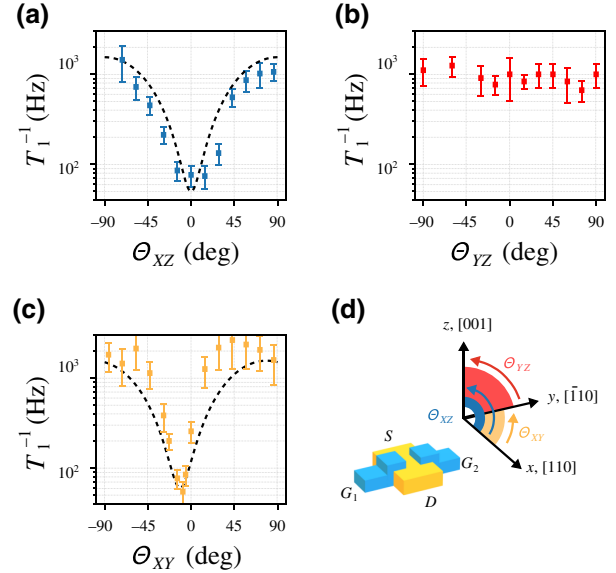 (a)
T₁⁻¹ (Hz)
10³
10²
−90 −45 0 45 90
Θ_XZ (deg)
(b)
T₁⁻¹ (Hz)
10³
10²
−90 −45 0 45 90
Θ_YZ (deg)
(c)
T₁⁻¹ (Hz)
10³
10²
−90 −45 0 45 90
Θ_XY (deg)
(d)
z, [001]
Θ_YZ
y, [1̄10]
Θ_XZ
Θ_XY
S
G₂
x, [110]
G₁
D